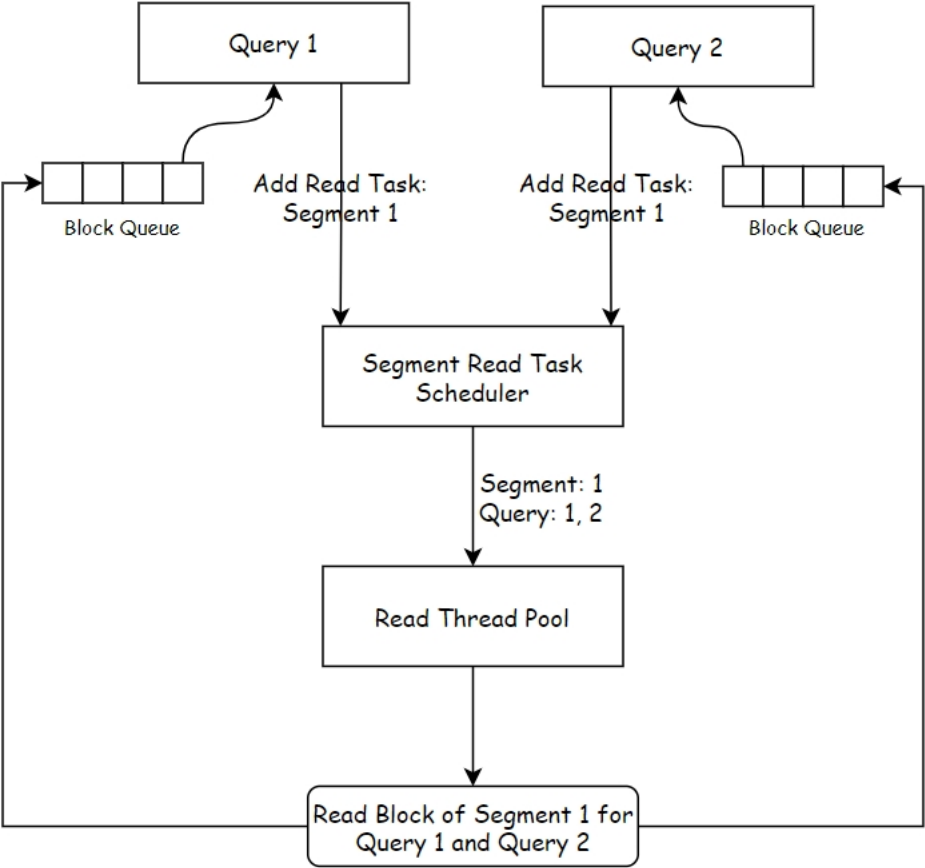 Query 1
Query 2
Add Read Task:
Segment 1
Add Read Task:
Segment 1
Block Queue
Block Queue
Segment Read Task
Scheduler
Segment: 1
Query: 1, 2
Read Thread Pool
Read Block of Segment 1 for
Query 1 and Query 2